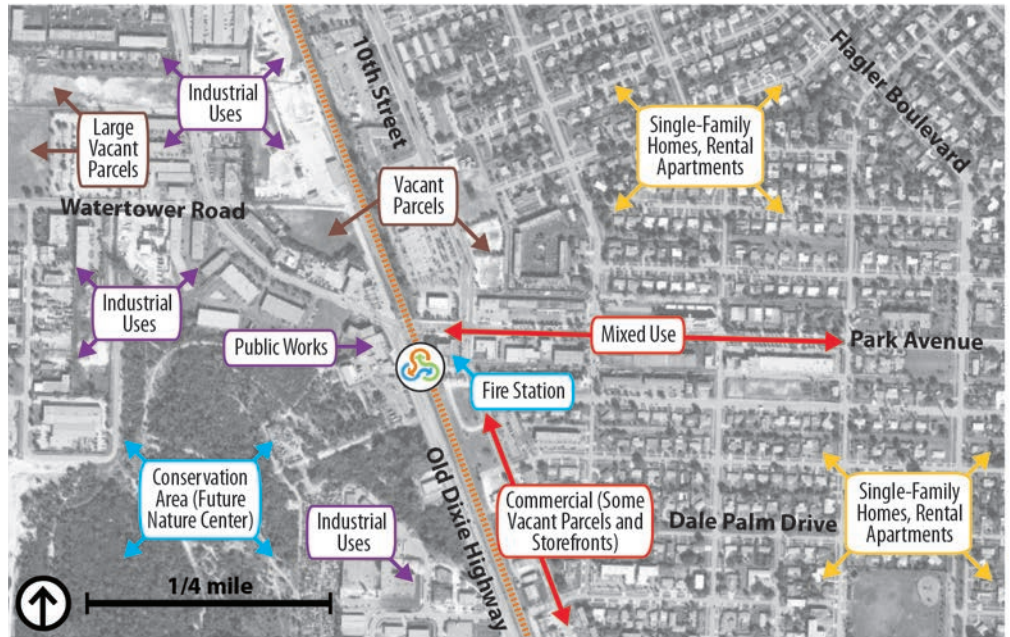 10th Street
Flagler Boulevard
Industrial
Uses
Large
Vacant
Parcels
Single-Family
Homes, Rental
Apartments
Vacant
Parcels
Watertower Road
Industrial
Uses
Public Works
Mixed Use
Park Avenue
Fire Station
Old Dixie Highway
Conservation
Area (Future
Nature Center)
Industrial
Uses
Commercial (Some
Vacant Parcels and
Storefronts)
Dale Palm Drive
Single-Family
Homes, Rental
Apartments
1/4 mile